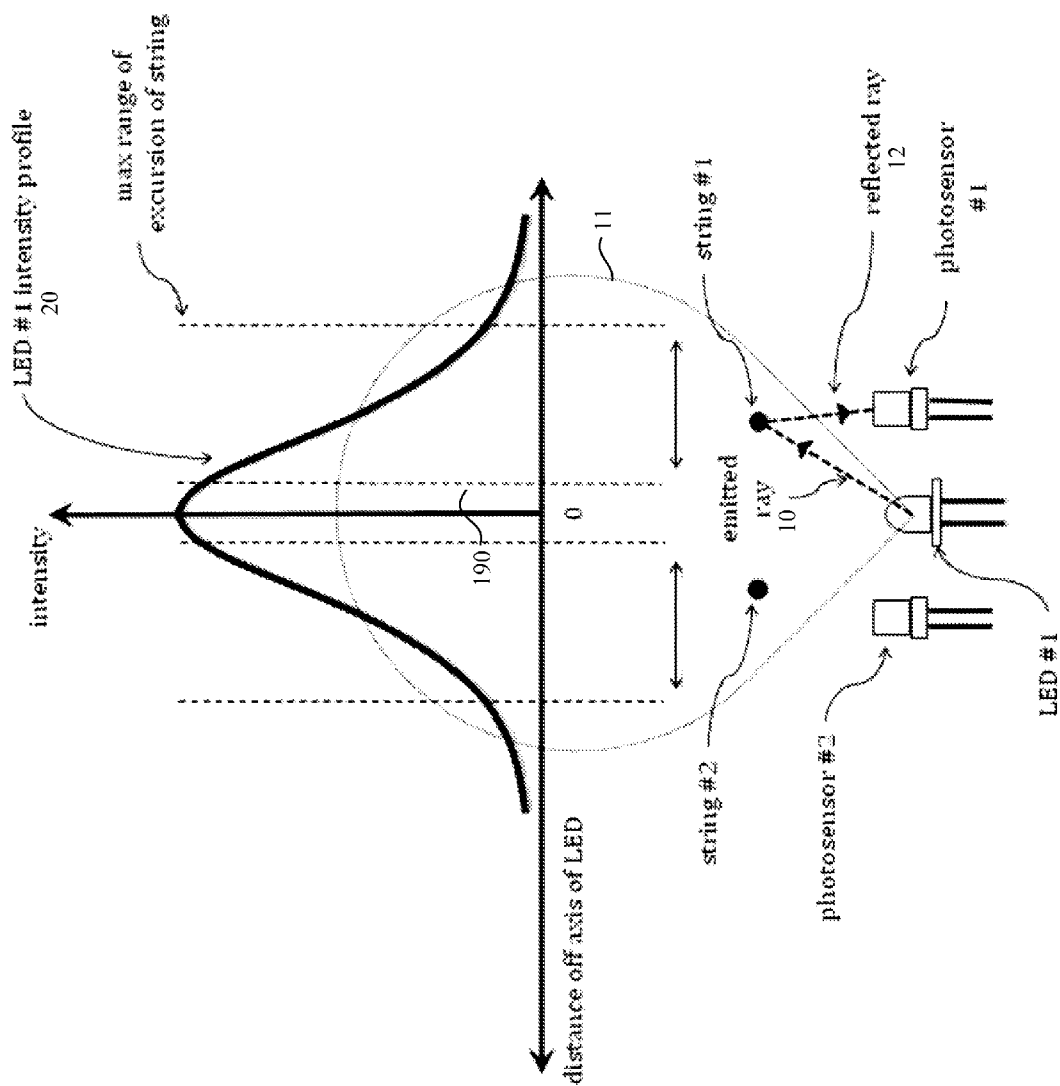 intensity
LED #1 intensity profile
20
max range of
excursion of string
190
0
distance off axis of LED
11
string #2
string #1
emitted
ray
10
reflected ray
12
photosensor #2
LED #1
photosensor
#1